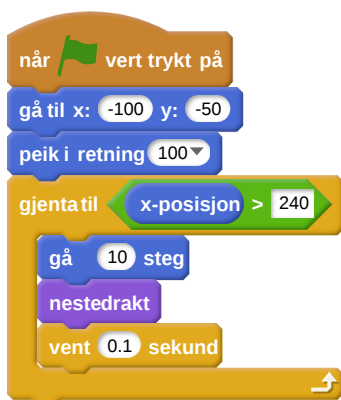 når vert trykt på
gå til x: -100 y: -50
peik i retning 100
gjenta til x-posisjon > 240
gå 10 steg
nestedrakt
vent 0.1 sekund